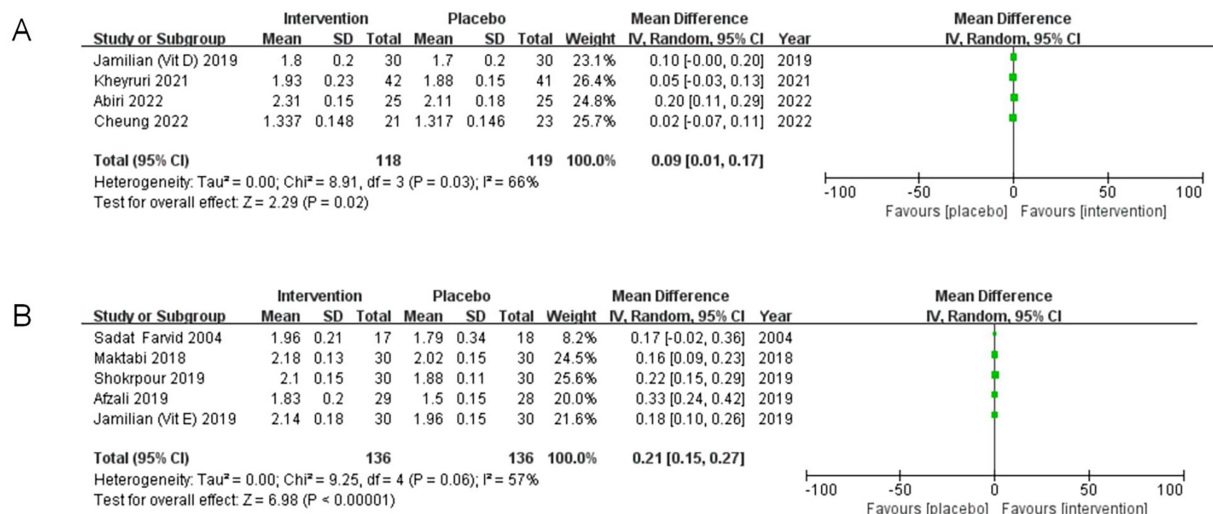 A
Intervention Placebo Mean Difference Mean Difference
Study or Subgroup Mean SD Total Mean SD Total Weight IV, Random, 95% CI Year IV, Random, 95% CI
Jamilian (Vit D) 2019 1.8 0.2 30 1.7 0.2 30 23.1% 0.10 [-0.00, 0.20] 2019
Kheyruri 2021 1.93 0.23 42 1.88 0.15 41 26.4% 0.05 [-0.03, 0.13] 2021
Abiri 2022 2.31 0.15 25 2.11 0.18 25 24.8% 0.20 [0.11, 0.29] 2022
Cheung 2022 1.337 0.148 21 1.317 0.146 23 25.7% 0.02 [-0.07, 0.11] 2022
Total (95% CI) 118 119 100.0% 0.09 [0.01, 0.17]
Heterogeneity: Tau² = 0.00; Chi² = 8.91, df = 3 (P = 0.03); I² = 66%
Test for overall effect: Z = 2.29 (P = 0.02)
-100 -50 0 50 100
Favours [placebo] Favours [intervention]
B
Intervention Placebo Mean Difference Mean Difference
Study or Subgroup Mean SD Total Mean SD Total Weight IV, Random, 95% CI Year IV, Random, 95% CI
Sadat Farvid 2004 1.96 0.21 17 1.79 0.34 18 8.2% 0.17 [-0.02, 0.36] 2004
Maktabi 2018 2.18 0.13 30 2.02 0.15 30 24.5% 0.16 [0.09, 0.23] 2018
Shokrpour 2019 2.1 0.15 30 1.88 0.11 30 25.6% 0.22 [0.15, 0.29] 2019
Afzali 2019 1.83 0.2 29 1.5 0.15 28 20.0% 0.33 [0.24, 0.42] 2019
Jamilian (Vit E) 2019 2.14 0.18 30 1.96 0.15 30 21.6% 0.18 [0.10, 0.26] 2019
Total (95% CI) 136 136 100.0% 0.21 [0.15, 0.27]
Heterogeneity: Tau² = 0.00; Chi² = 9.25, df = 4 (P = 0.06); I² = 57%
Test for overall effect: Z = 6.98 (P < 0.00001)
-100 -50 0 50 100
Favours [placebo] Favours [intervention]